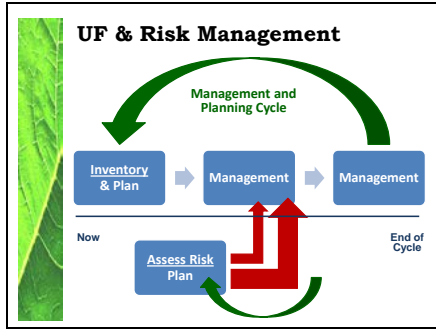 UF & Risk Management
Management and
Planning Cycle
Inventory
& Plan
Management
Management
Now
End of
Cycle
Assess Risk
Plan